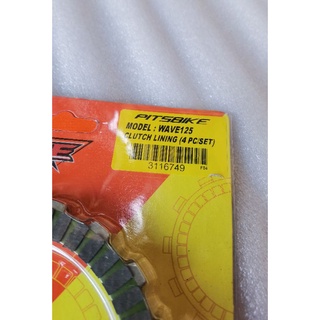 PITSBIKE
MODEL : WAVE125
CLUTCH LINING (4 PC/SET)
3116749